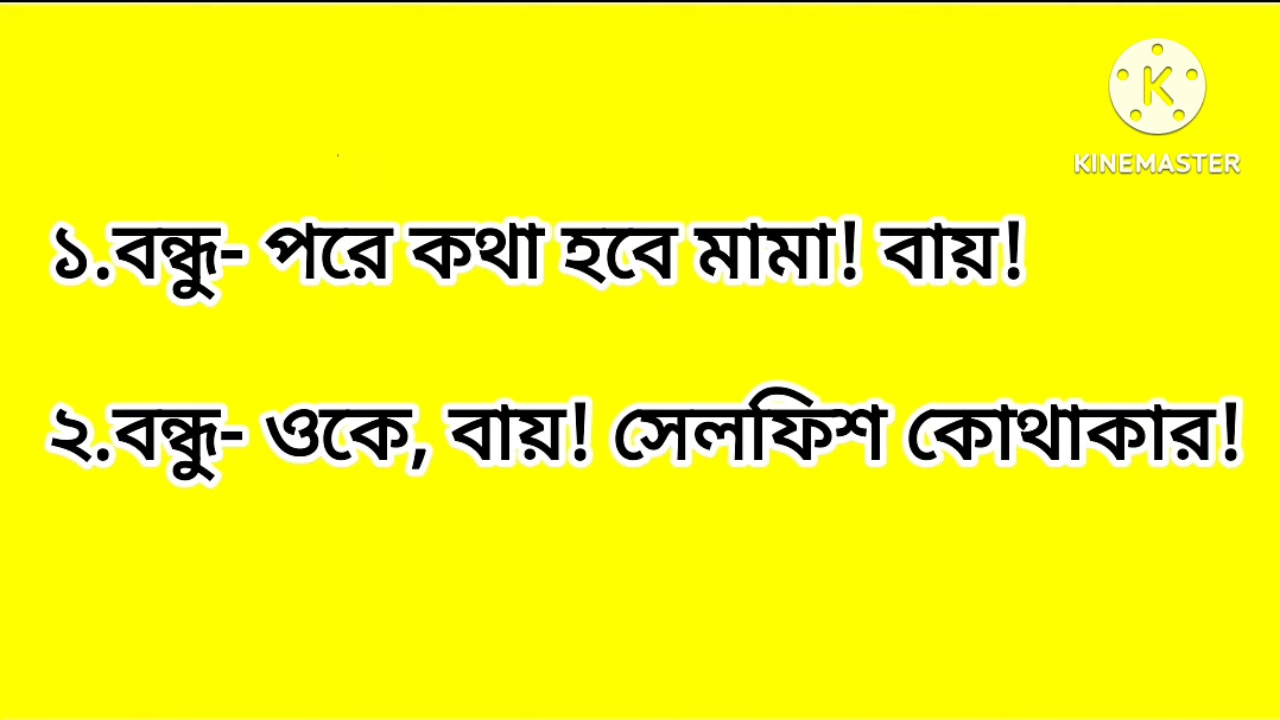 KINEMASTER
১.বন্ধু- পরে কথা হবে মামা! বায়!
২.বন্ধু- ওকে, বায়! সেলফিশ কোথাকার!